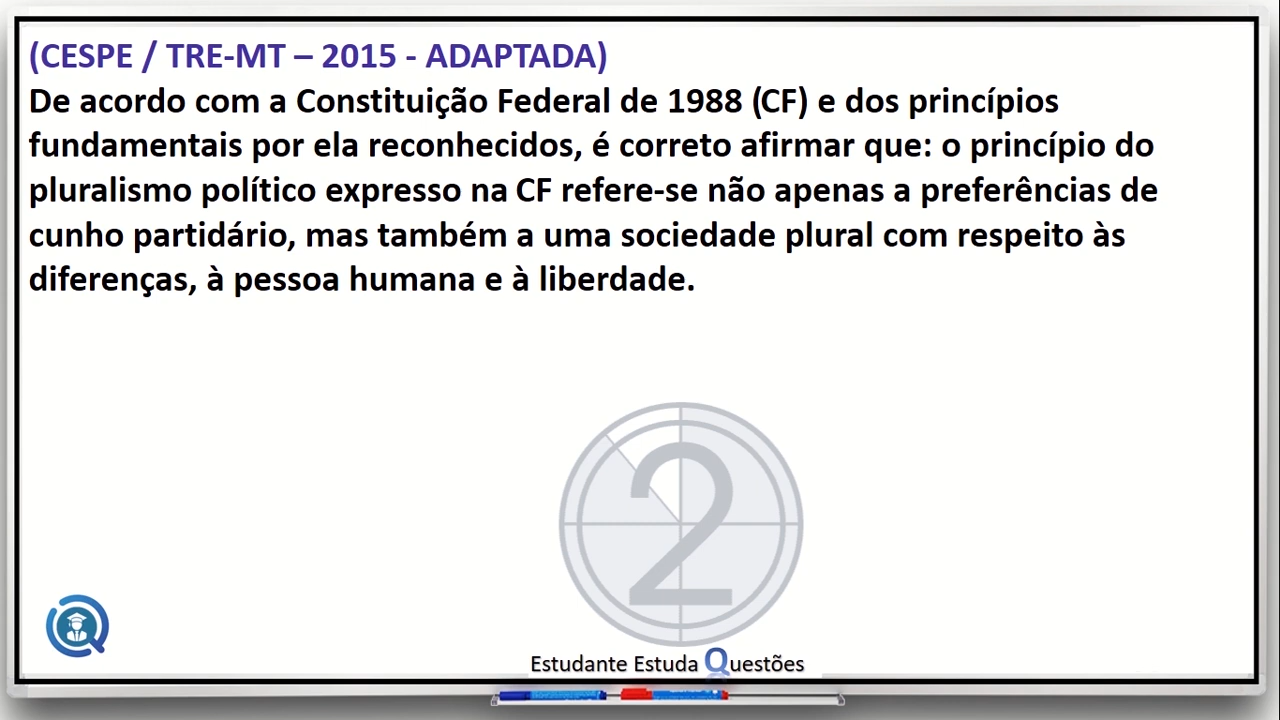 (CESPE / TRE-MT – 2015 - ADAPTADA)
De acordo com a Constituição Federal de 1988 (CF) e dos princípios
fundamentais por ela reconhecidos, é correto afirmar que: o princípio do
pluralismo político expresso na CF refere-se não apenas a preferências de
cunho partidário, mas também a uma sociedade plural com respeito às
diferenças, à pessoa humana e à liberdade.
2
Estudante Estuda Questões